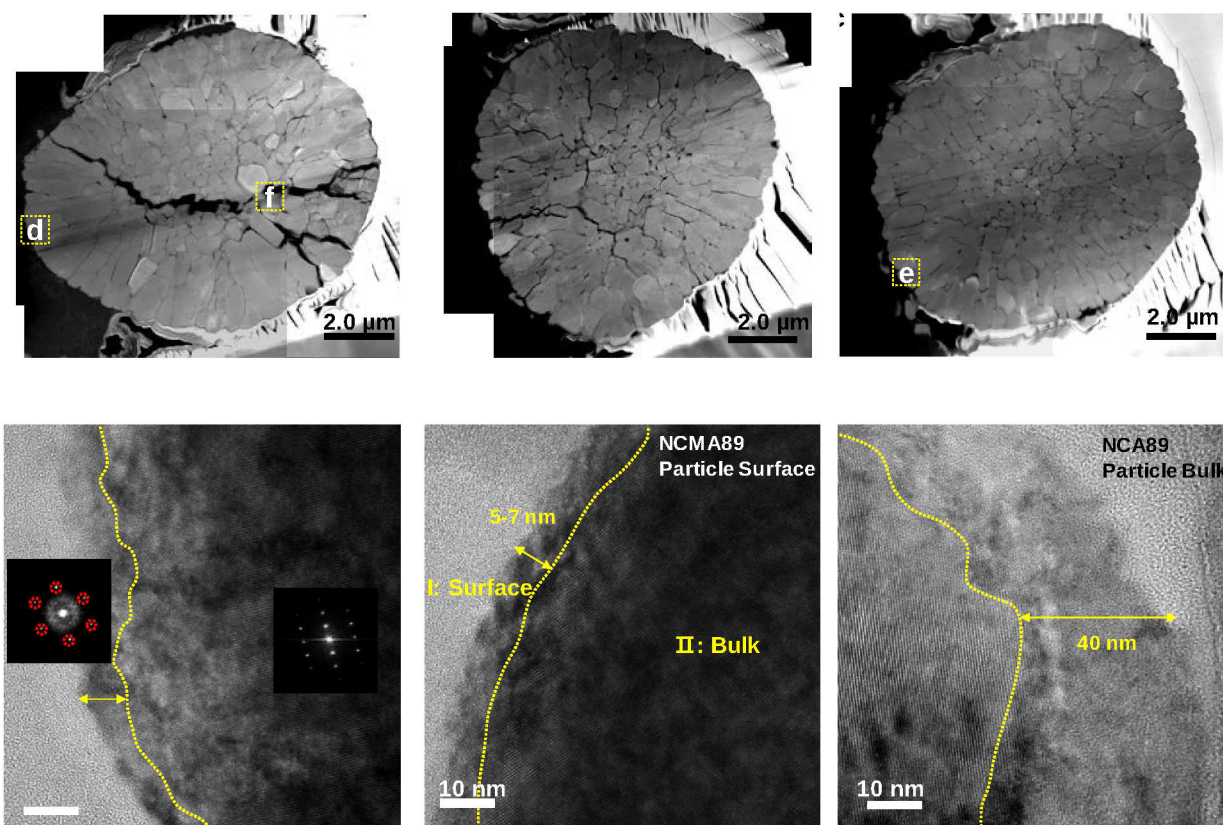 d
f
2.0 µm
2.0 µm
e
2.0 µm
NCMA89
Particle Surface
5-7 nm
I: Surface
II: Bulk
10 nm
NCA89
Particle Bulk
40 nm
10 nm